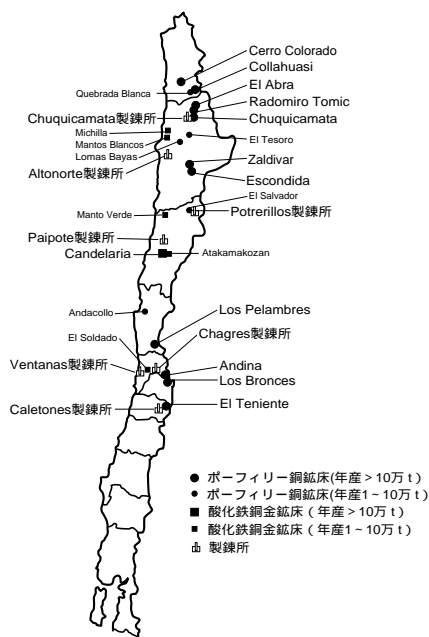 Cerro Colorado
Collahuasi
Quebrada Blanca
El Abra
Radomiro Tomic
Chuquicamata製錬所
Chuquicamata
Michilla
Mantos Blancos
El Tesoro
Lomas Bayas
Zaldivar
Altonorte製錬所
Escondida
El Salvador
Manto Verde
Potrerillos製錬所
Paipote製錬所
Candelaria
Atakamakozan
Andacollo
Los Pelambres
El Soldado
Chagres製錬所
Ventanas製錬所
Andina
Los Bronces
Caletones製錬所
El Teniente
ポーフィリー銅鉱床(年産>10万t)
ポーフィリー銅鉱床(年産1~10万t)
酸化鉄銅金鉱床(年産>10万t)
酸化鉄銅金鉱床(年産1~10万t)
製錬所